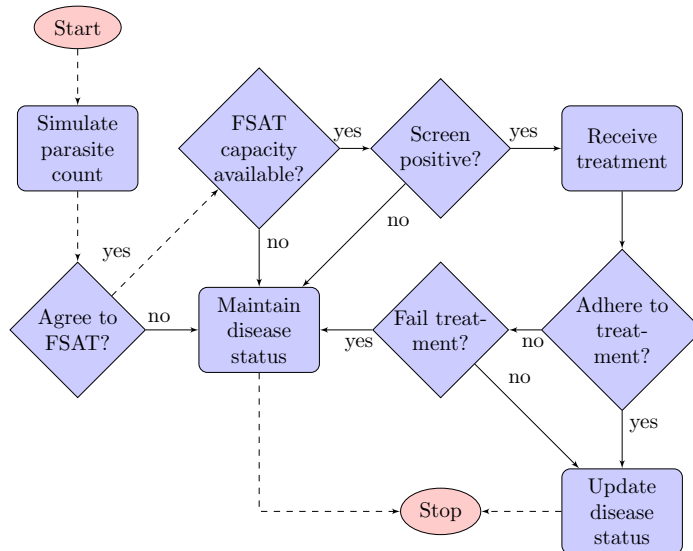 Start
Simulate
parasite
count
yes
Agree to
FSAT?
no
FSAT
capacity
available?
yes
no
Screen
positive?
yes
no
Receive
treatment
Maintain
disease
status
yes
Fail treat-
ment?
no
no
Adhere to
treat-
ment?
yes
Stop
Update
disease
status